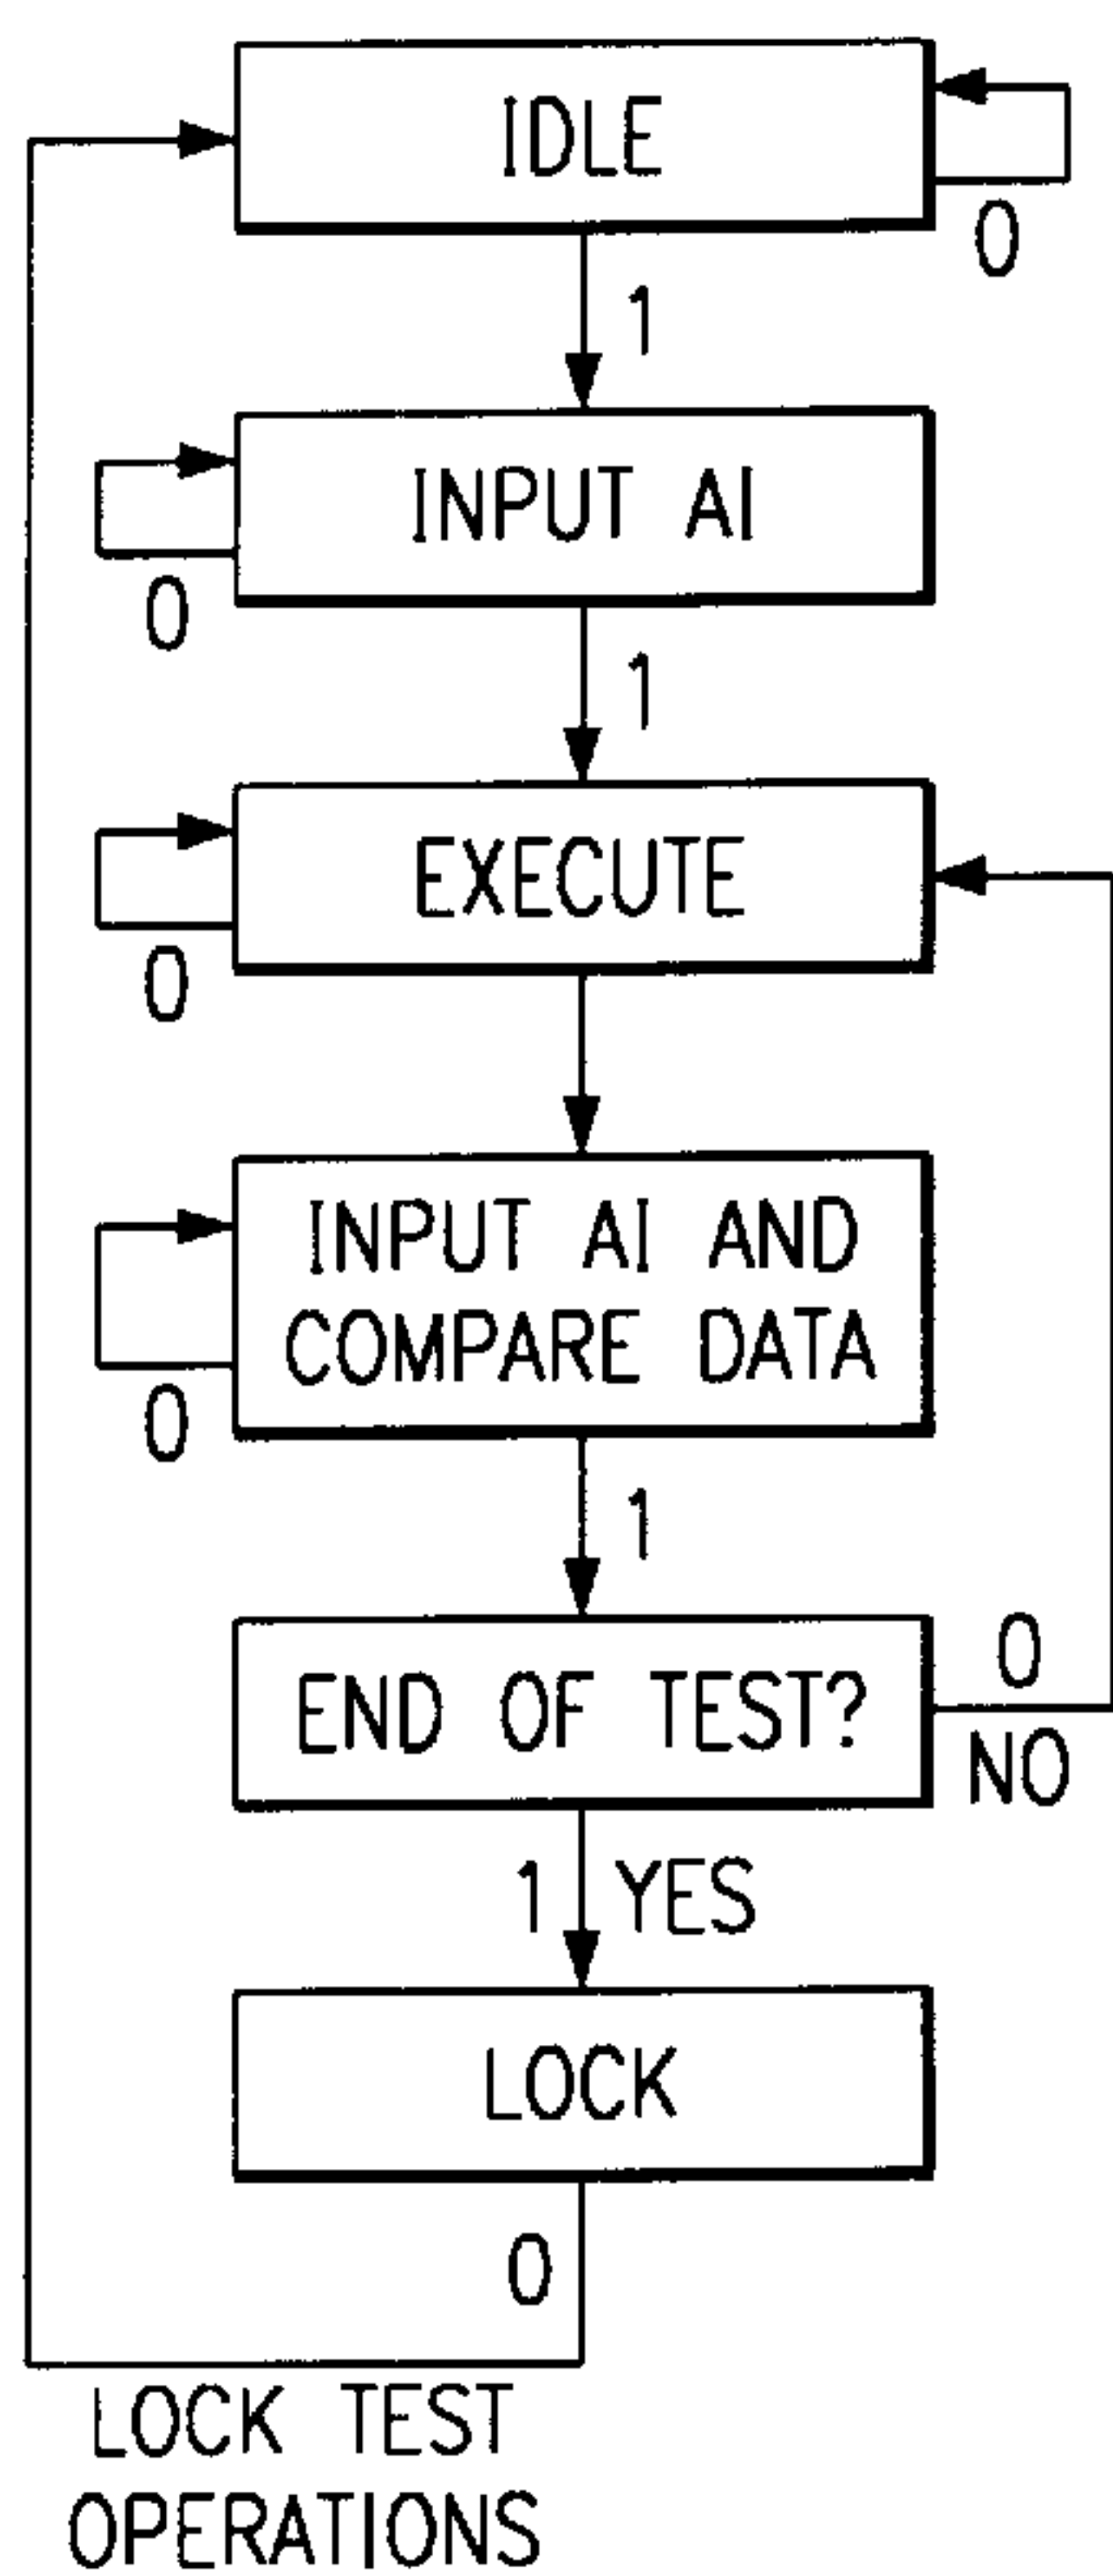 IDLE
0
1
INPUT AI
0
1
EXECUTE
0
INPUT AI AND
COMPARE DATA
0
1
END OF TEST?
0
NO
1 YES
LOCK
0
LOCK TEST
OPERATIONS